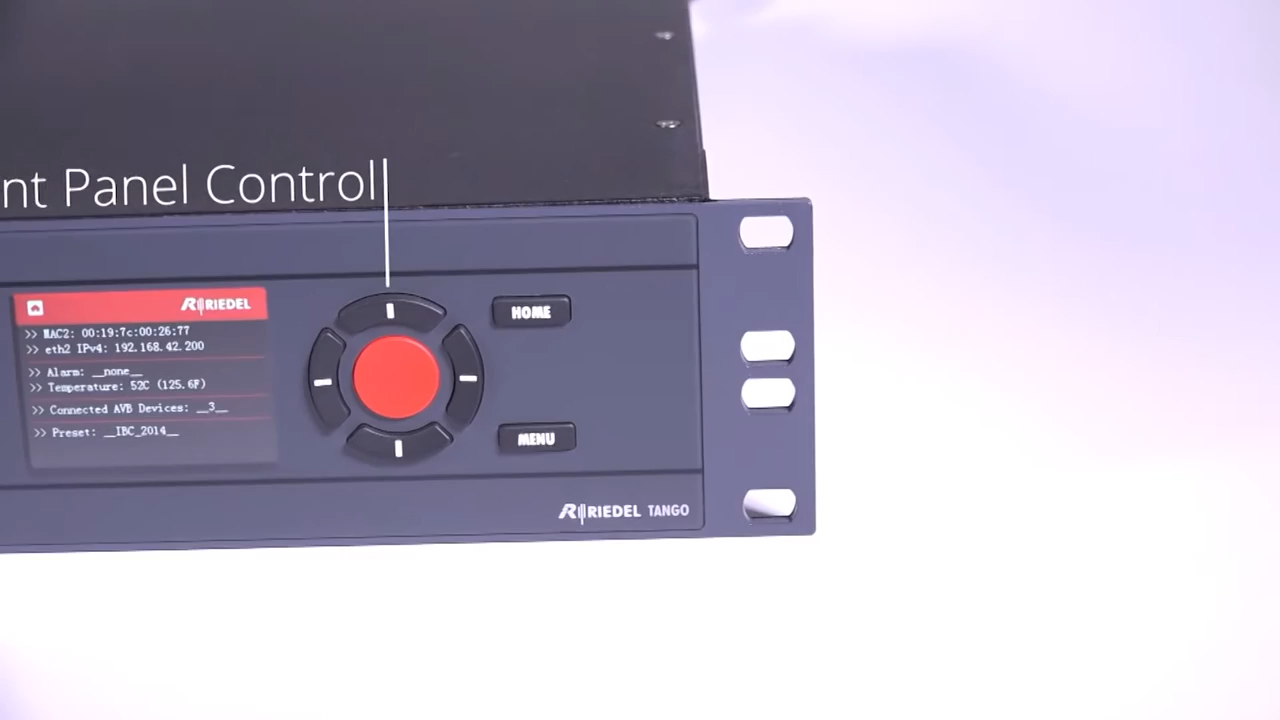 nt Panel Controll
RIEDEL
>> MAC2: 00:19:7c:00:26:77
>> eth2 IPv4: 192.168.42.200
>> Alarm: __none__
>> Temperature: 52C (125.6F)
>> Connected AVB Devices: __3__
>> Preset: __IBC_2014__
HOME
MENU
RIEDEL TANGO